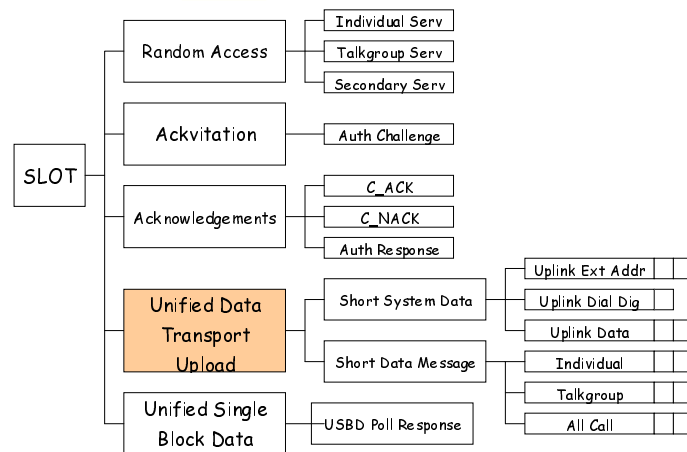 SLOT
Random Access
Individual Serv
Talkgroup Serv
Secondary Serv
Ackvitation
Auth Challenge
Acknowledgements
C_ACK
C_NACK
Auth Response
Unified Data
Transport
Upload
Short System Data
Uplink Ext Addr
Uplink Dial Dig
Uplink Data
Short Data Message
Individual
Talkgroup
All Call
Unified Single
Block Data
USBD Poll Response